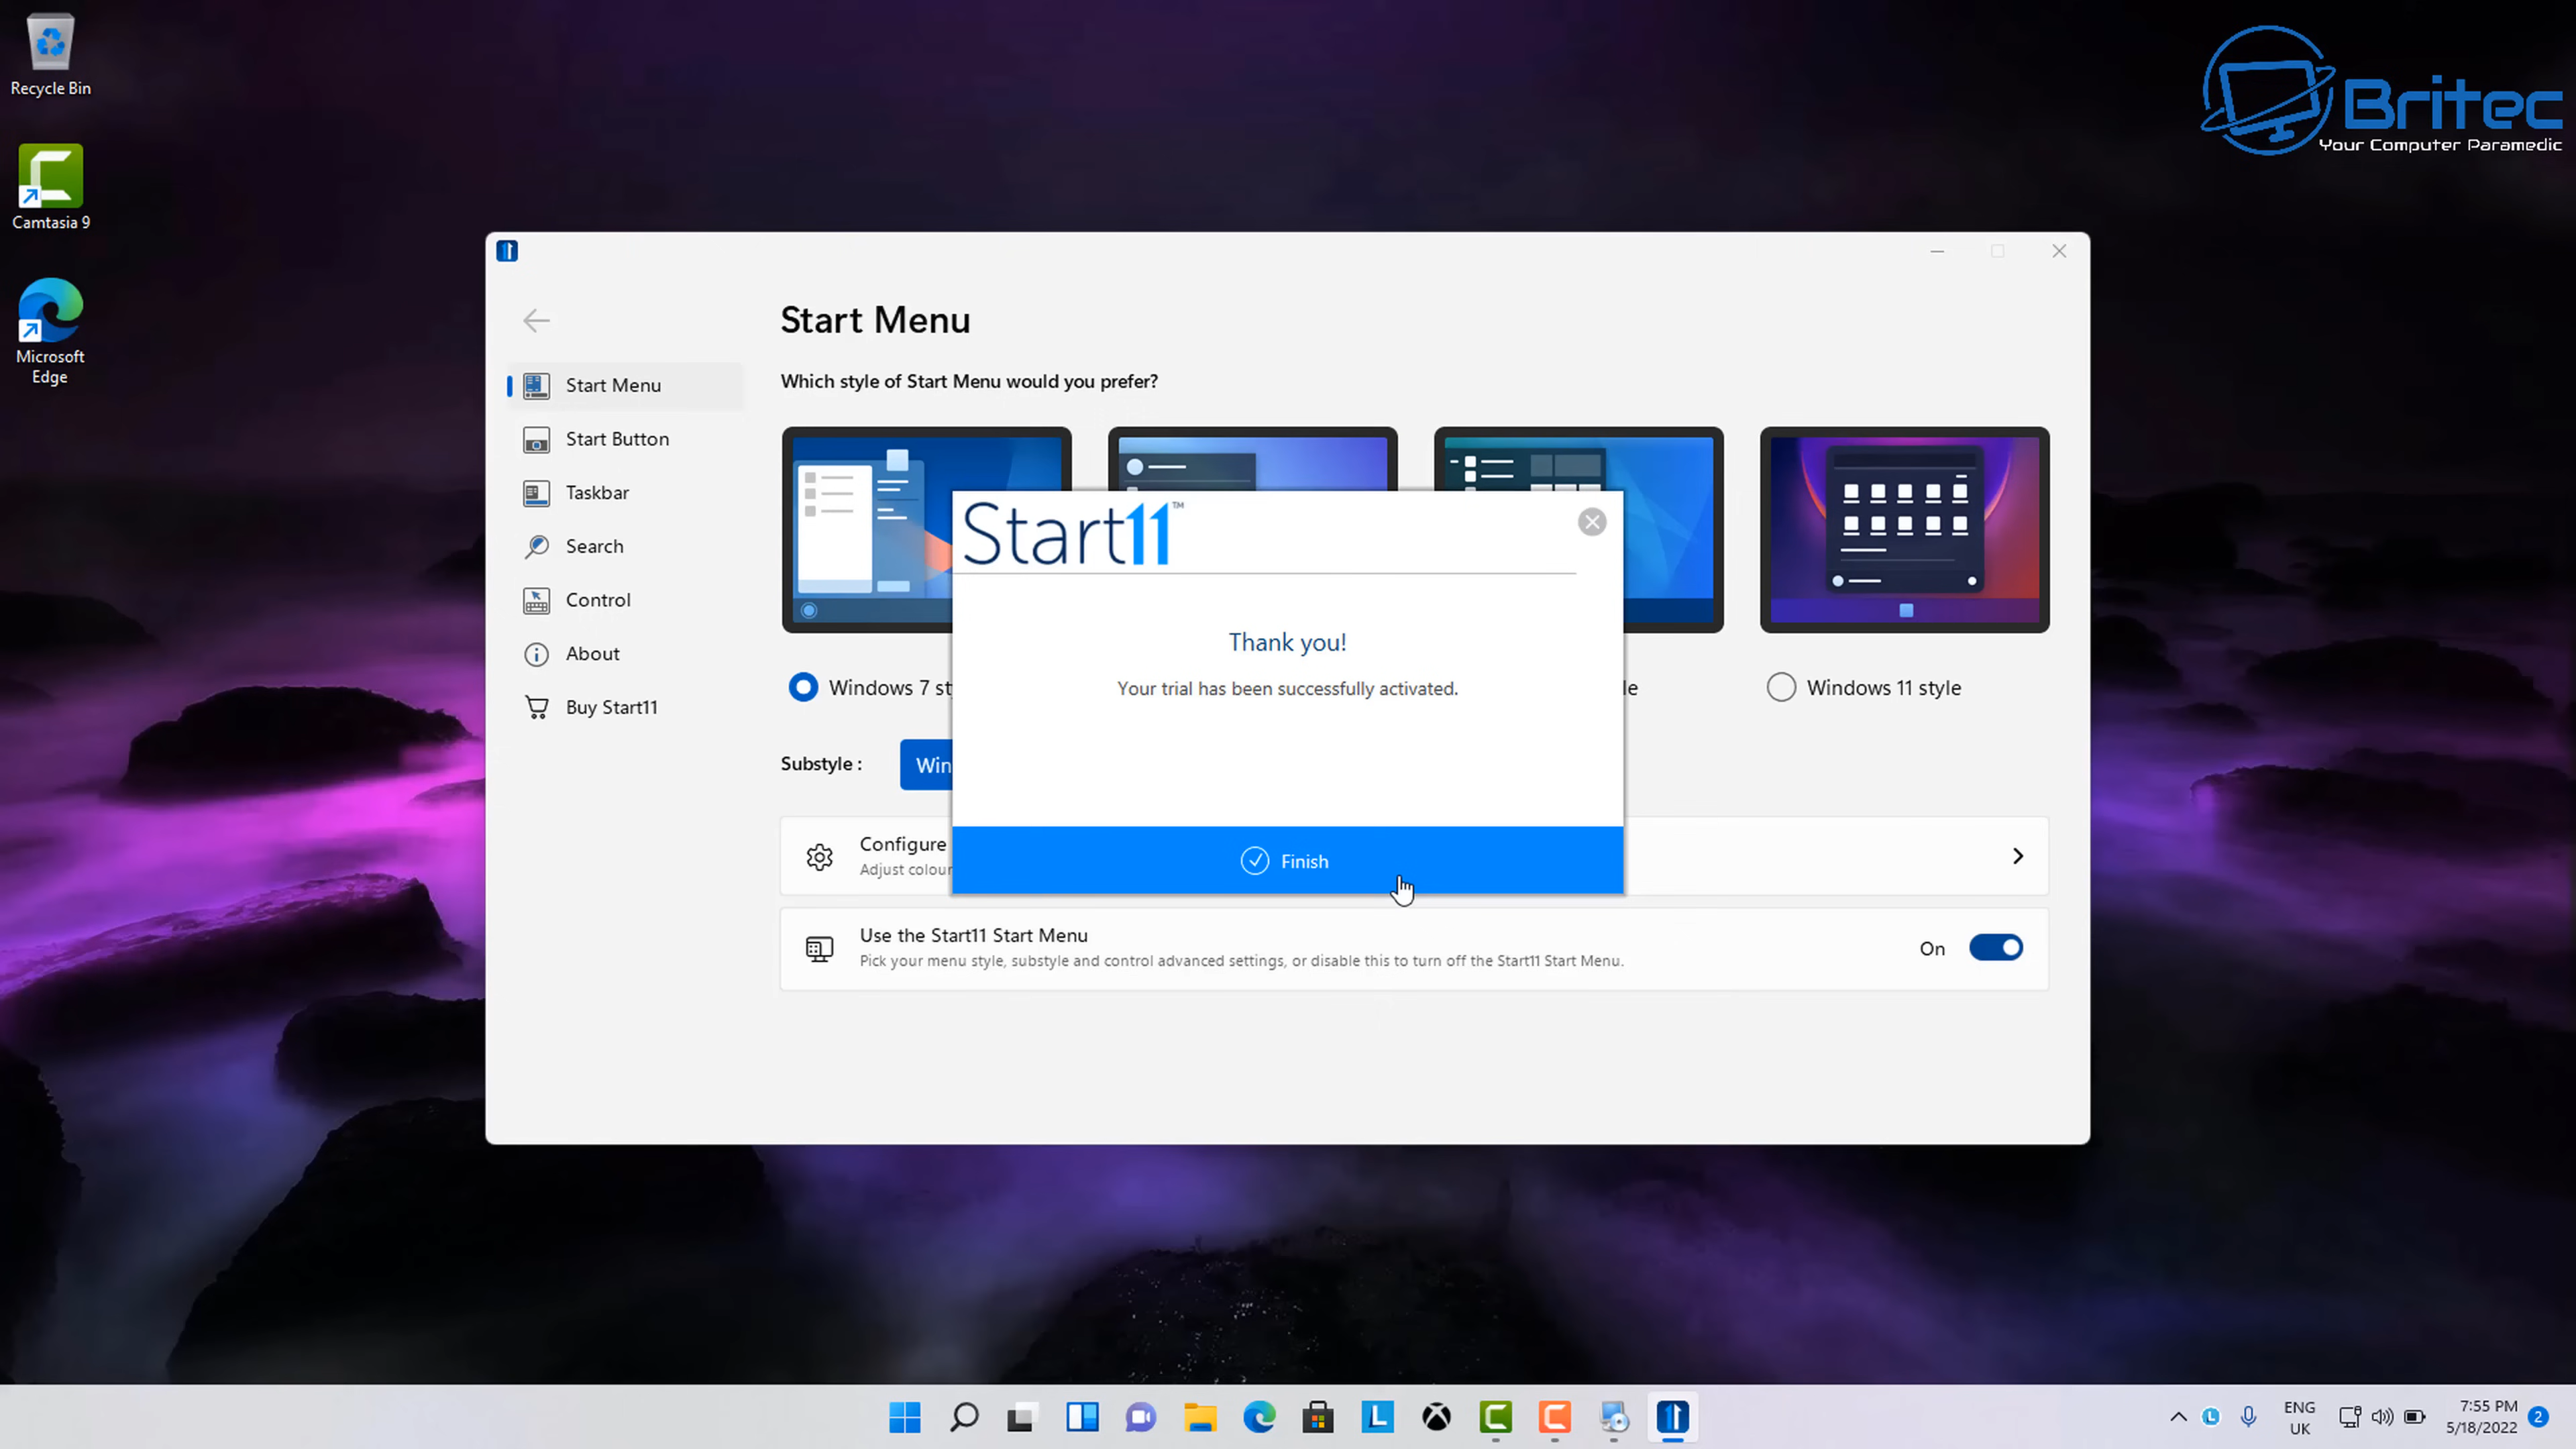 Recycle Bin
Camtasia 9
Microsoft
Edge
Britec
Your Computer Paramedic
Start Menu
Which style of Start Menu would you prefer?
Start Menu
Start Button
Taskbar
Search
Control
About
Buy Start11
Start11™
Thank you!
Your trial has been successfully activated.
Finish
Windows 7 st
le
Windows 11 style
Substyle :
Win
Configure
Adjust colour
Use the Start11 Start Menu
Pick your menu style, substyle and control advanced settings, or disable this to turn off the Start11 Start Menu.
On
ENG
UK
7:55 PM
5/18/2022
2